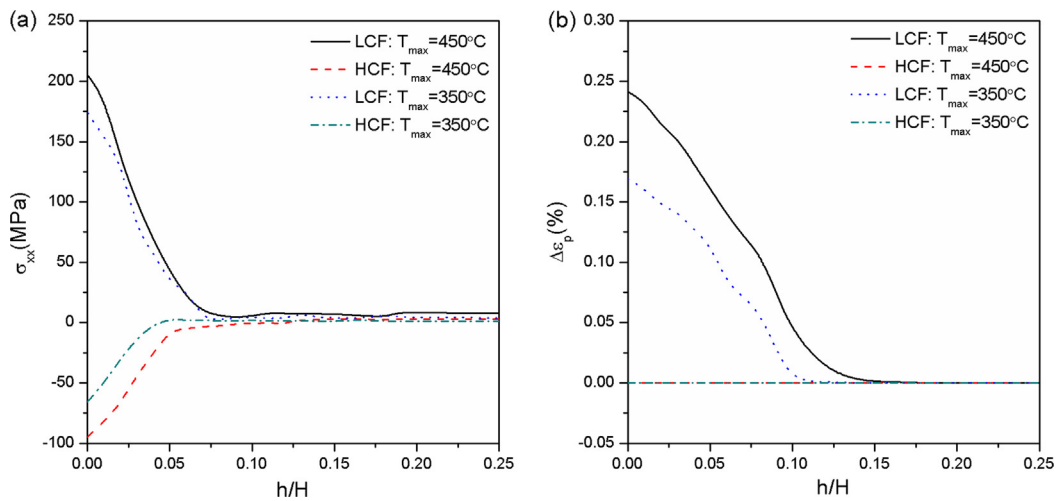 (a)
250
200
150
100
50
0
-50
-100
σxx(MPa)
LCF: Tmax=450°C
HCF: Tmax=450°C
LCF: Tmax=350°C
HCF: Tmax=350°C
0.00 0.05 0.10 0.15 0.20 0.25
h/H
(b)
0.30
0.25
0.20
0.15
0.10
0.05
0.00
-0.05
Δεp(%)
LCF: Tmax=450°C
HCF: Tmax=450°C
LCF: Tmax=350°C
HCF: Tmax=350°C
0.00 0.05 0.10 0.15 0.20 0.25
h/H